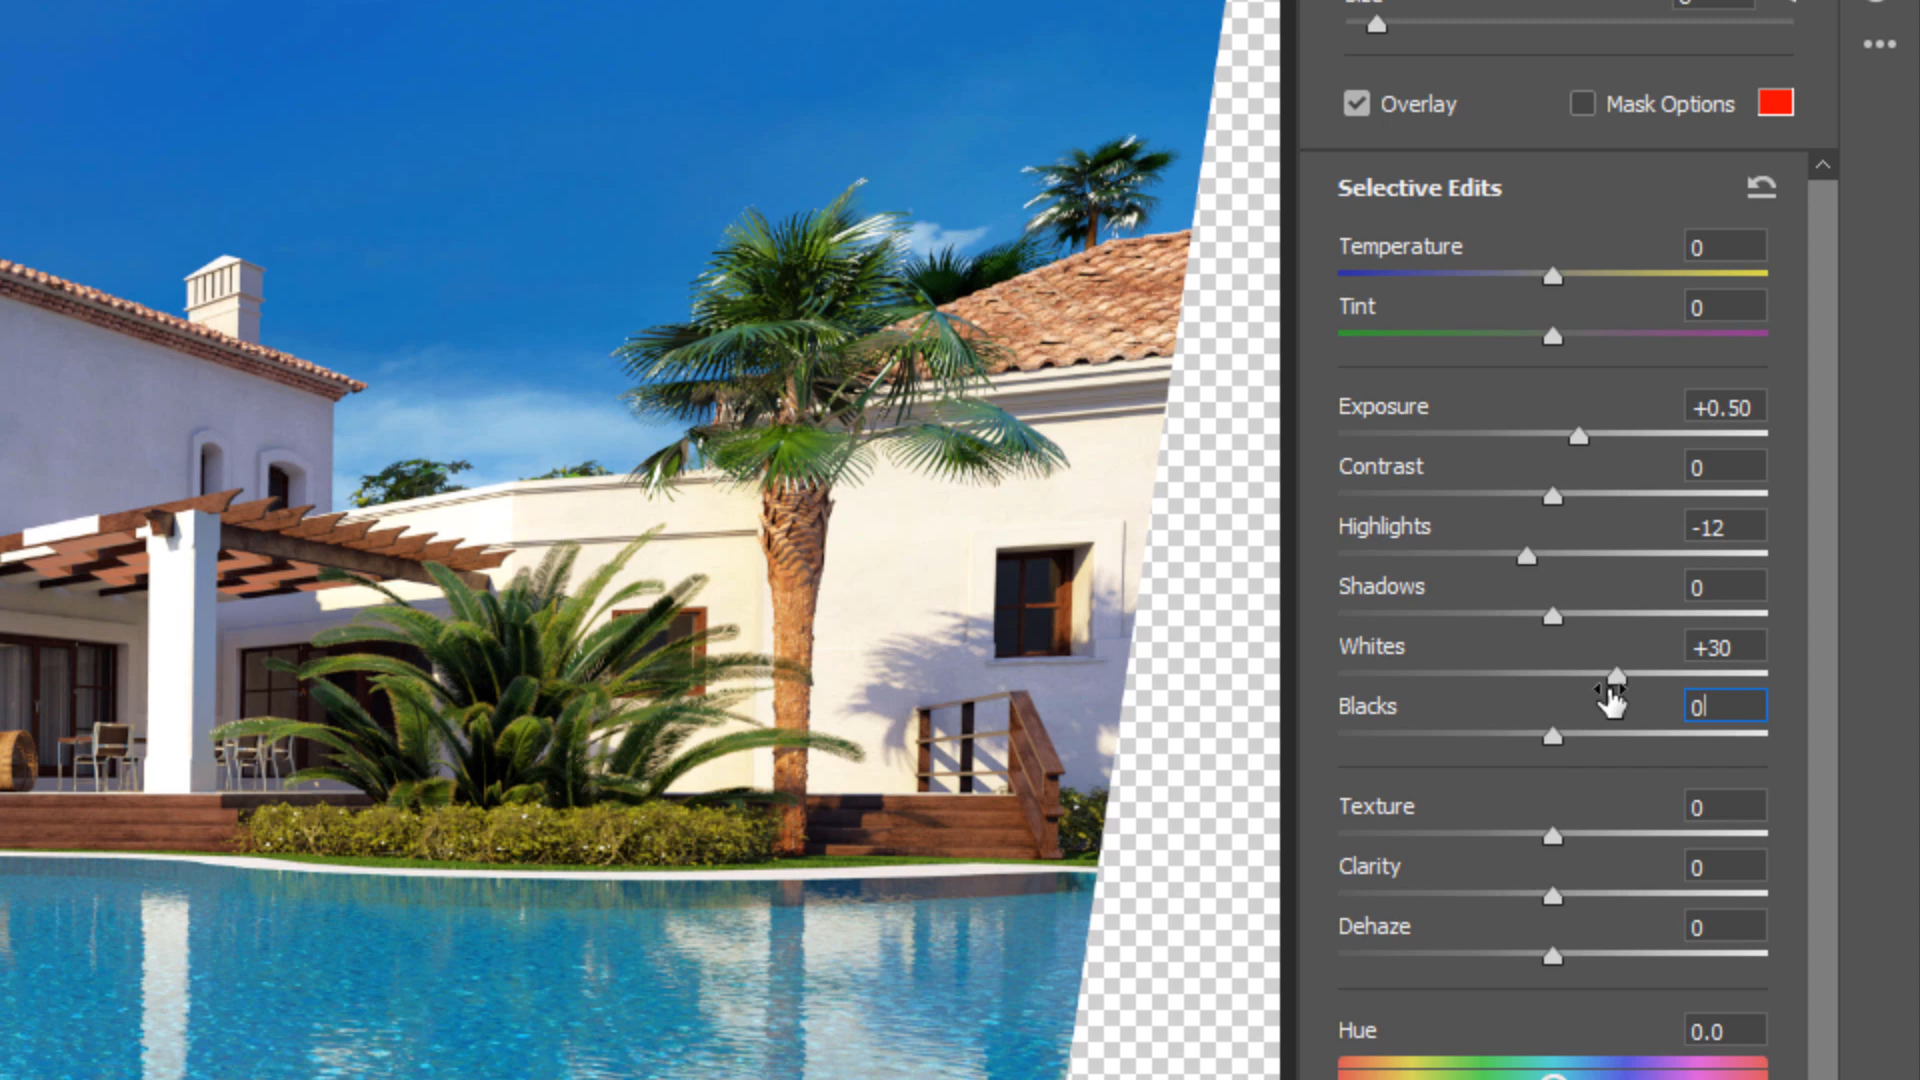 Overlay
Mask Options
Selective Edits
Temperature 0
Tint 0
Exposure +0.50
Contrast 0
Highlights -12
Shadows 0
Whites +30
Blacks 0
Texture 0
Clarity 0
Dehaze 0
Hue 0.0